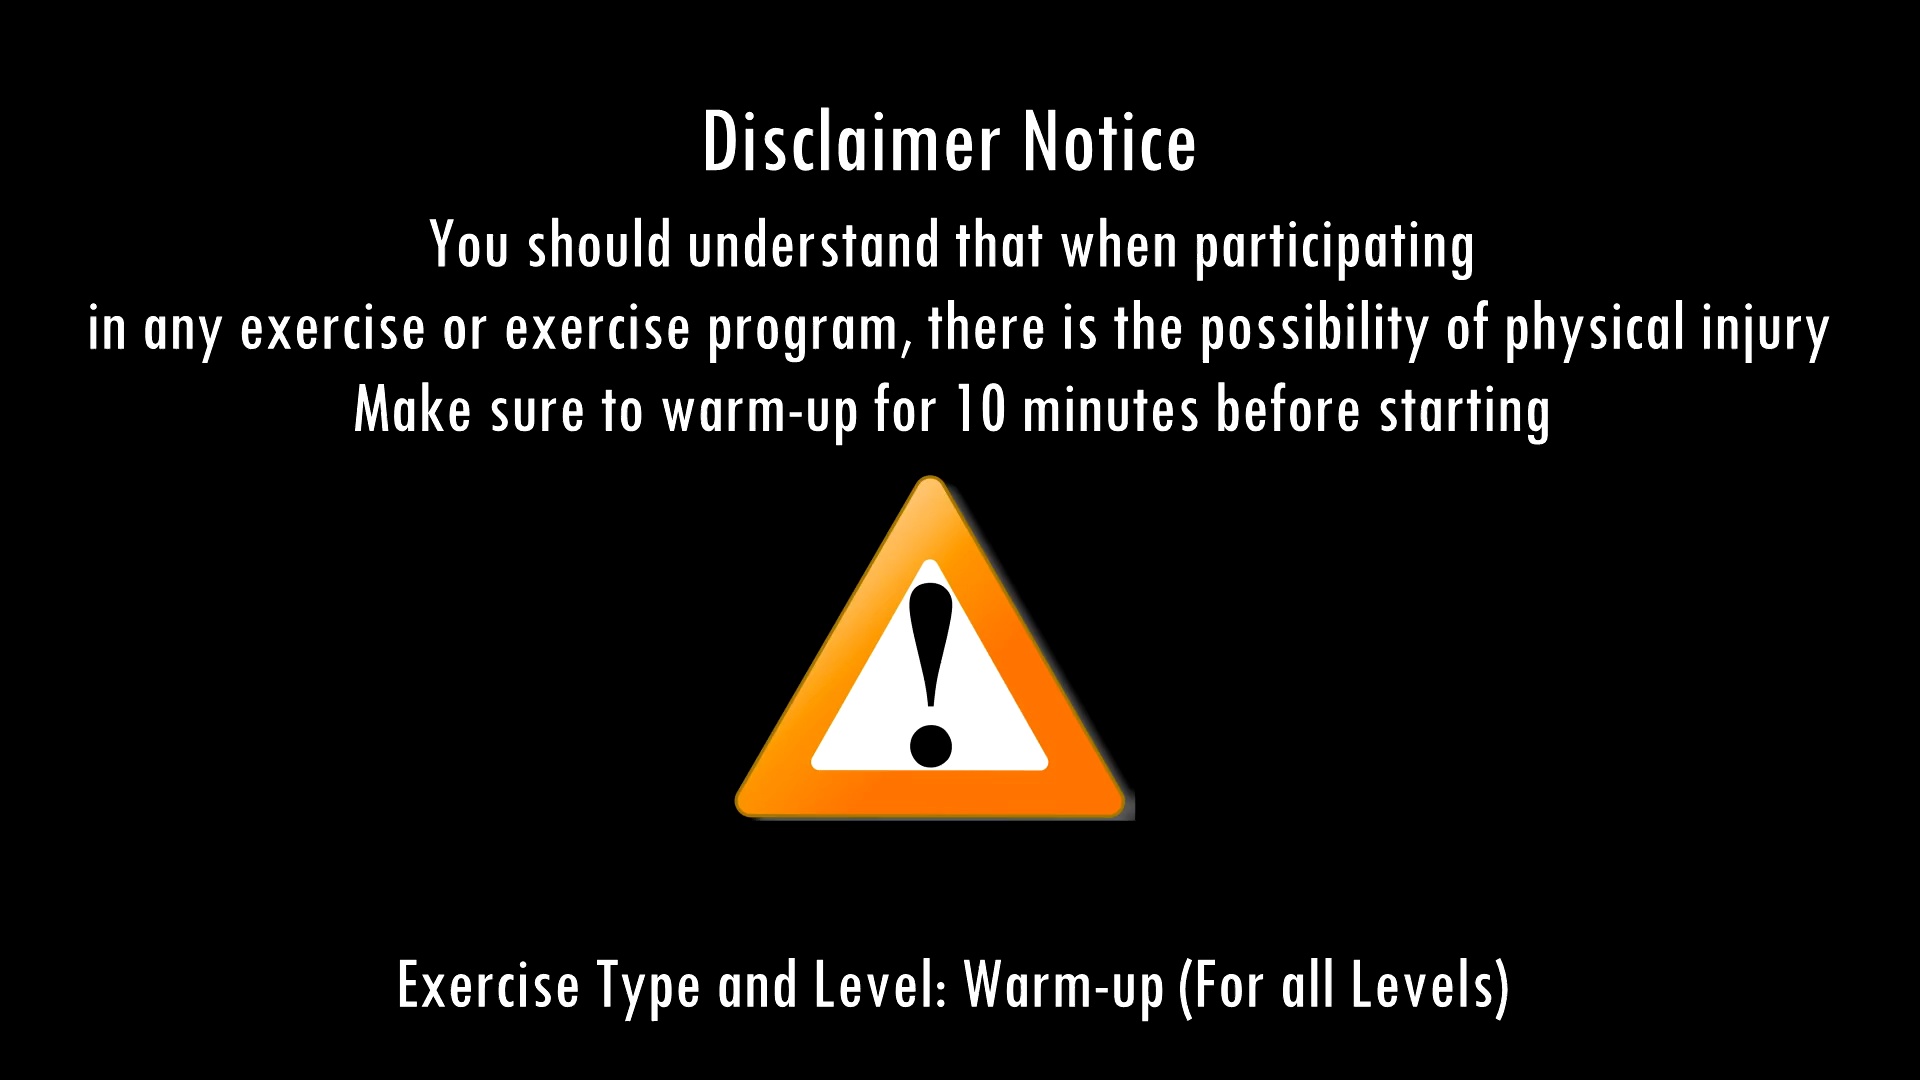 Disclaimer Notice
You should understand that when participating
in any exercise or exercise program, there is the possibility of physical injury
Make sure to warm-up for 10 minutes before starting
!
Exercise Type and Level: Warm-up (For all Levels)